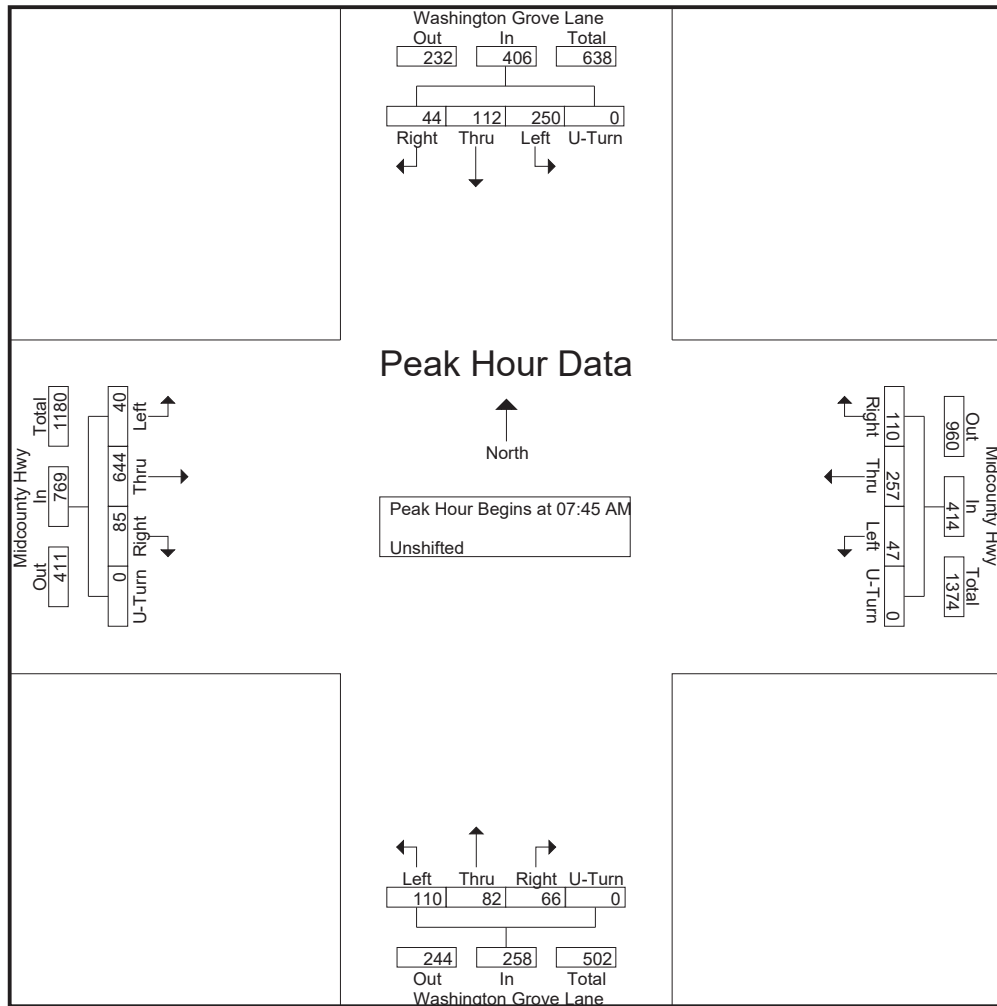 Washington Grove Lane
Out In Total
232 406 638
44 112 250 0
Right Thru Left U-Turn
Peak Hour Data
North
Peak Hour Begins at 07:45 AM
Unshifted
Midcounty Hwy
Total In Out
1180 769 411
40 644 85 0
Left Thru Right U-Turn
Midcounty Hwy
Out In Total
960 414 1374
110 257 47 0
Right Thru Left U-Turn
Left Thru Right U-Turn
110 82 66 0
244 258 502
Out In Total
Washington Grove Lane